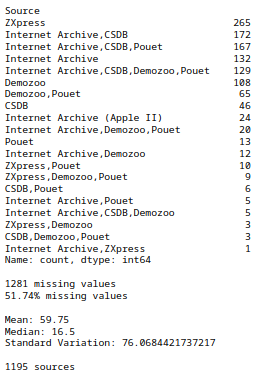 Source
ZXpress 265
Internet Archive,CSDB 172
Internet Archive,CSDB,Pouet 167
Internet Archive 132
Internet Archive,CSDB,Demozoo,Pouet 129
Demozoo 108
Demozoo,Pouet 65
CSDB 46
Internet Archive (Apple II) 24
Internet Archive,Demozoo,Pouet 20
Pouet 13
Internet Archive,Demozoo 12
ZXpress,Pouet 10
ZXpress,Demozoo,Pouet 9
CSDB,Pouet 6
Internet Archive,Pouet 5
Internet Archive,CSDB,Demozoo 5
ZXpress,Demozoo 3
CSDB,Demozoo,Pouet 3
Internet Archive,ZXpress 1
Name: count, dtype: int64
1281 missing values
51.74% missing values
Mean: 59.75
Median: 16.5
Standard Variation: 76.0684421737217
1195 sources